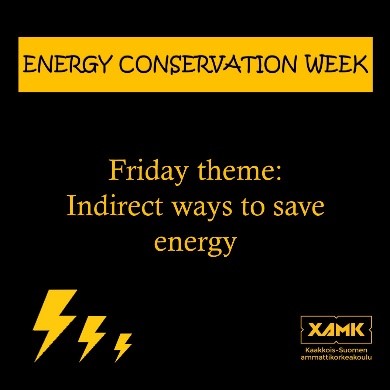 ENERGY CONSERVATION WEEK
Friday theme:
Indirect ways to save
energy
XAMK
Kaakkois-Suomen
ammattikorkeakoulu